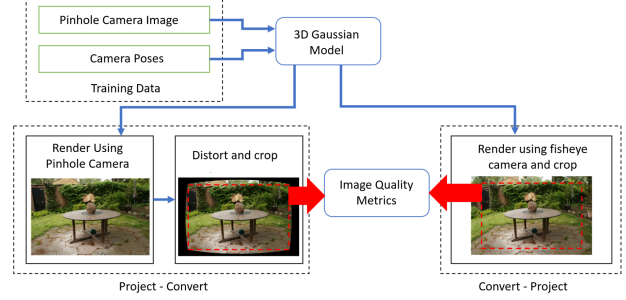 Pinhole Camera Image
Camera Poses
Training Data
3D Gaussian
Model
Render Using
Pinhole Camera
Distort and crop
Image Quality
Metrics
Render using fisheye
camera and crop
Project - Convert
Convert - Project